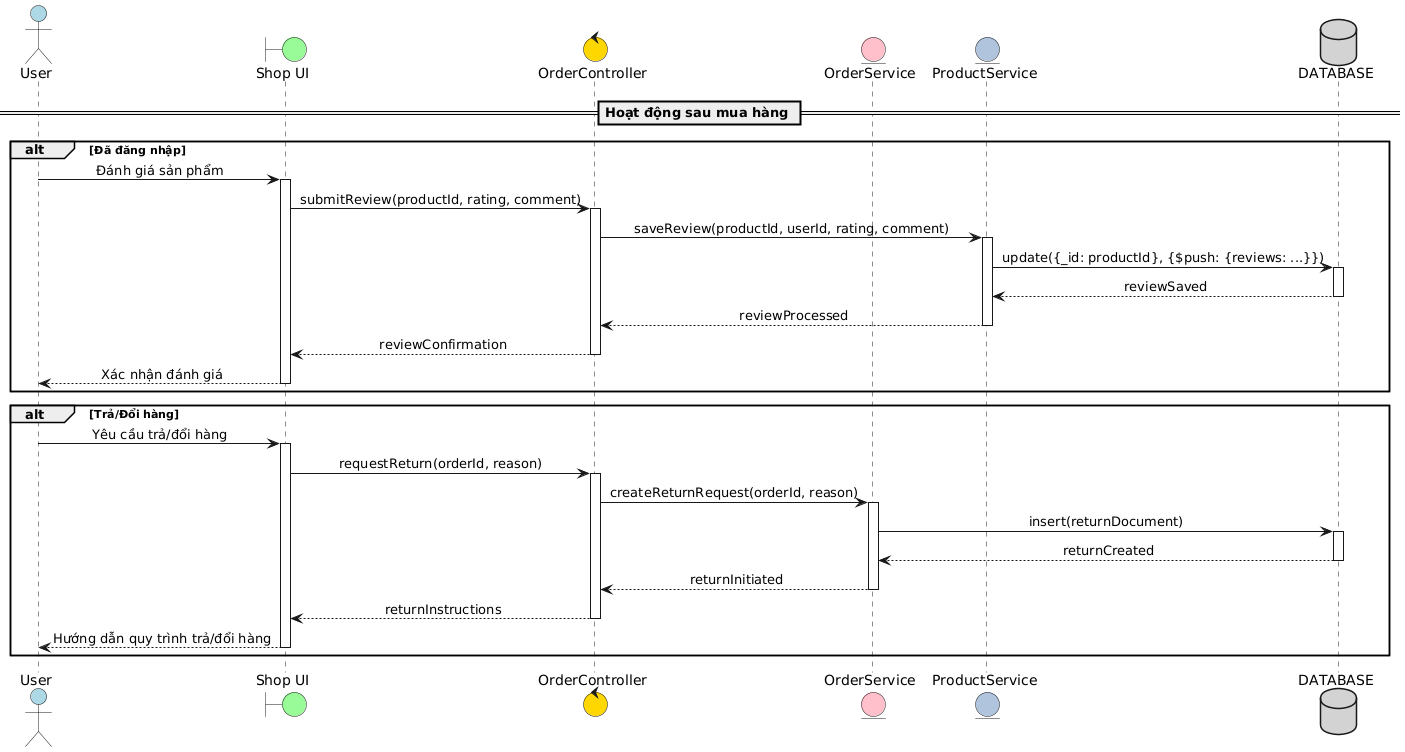 User
Shop UI
OrderController
OrderService
ProductService
DATABASE
Hoạt động sau mua hàng
alt
[Đã đăng nhập]
Đánh giá sản phẩm
submitReview(productId, rating, comment)
saveReview(productId, userId, rating, comment)
update({_id: productId}, {$push: {reviews: ...}})
reviewSaved
reviewProcessed
reviewConfirmation
Xác nhận đánh giá
alt
[Trả/Đổi hàng]
Yêu cầu trả/đổi hàng
requestReturn(orderId, reason)
createReturnRequest(orderId, reason)
insert(returnDocument)
returnCreated
returnInitiated
returnInstructions
Hướng dẫn quy trình trả/đổi hàng
User
Shop UI
OrderController
OrderService
ProductService
DATABASE